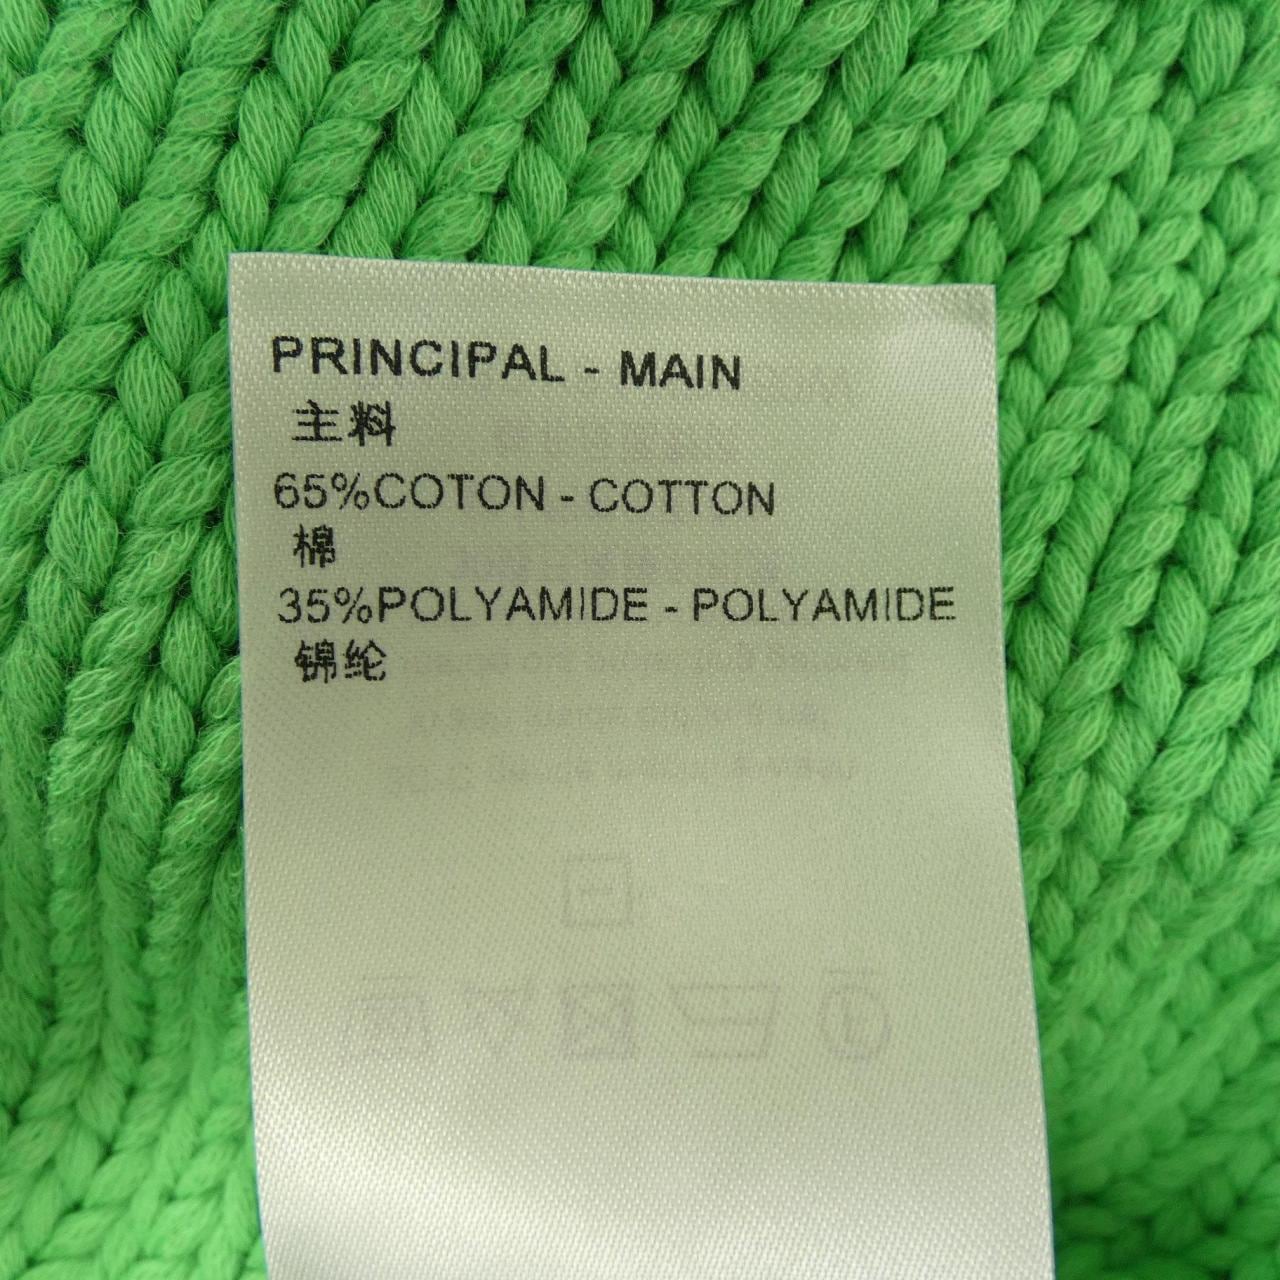 PRINCIPAL - MAIN
主料
65%COTON - COTTON
棉
35%POLYAMIDE - POLYAMIDE
锦纶